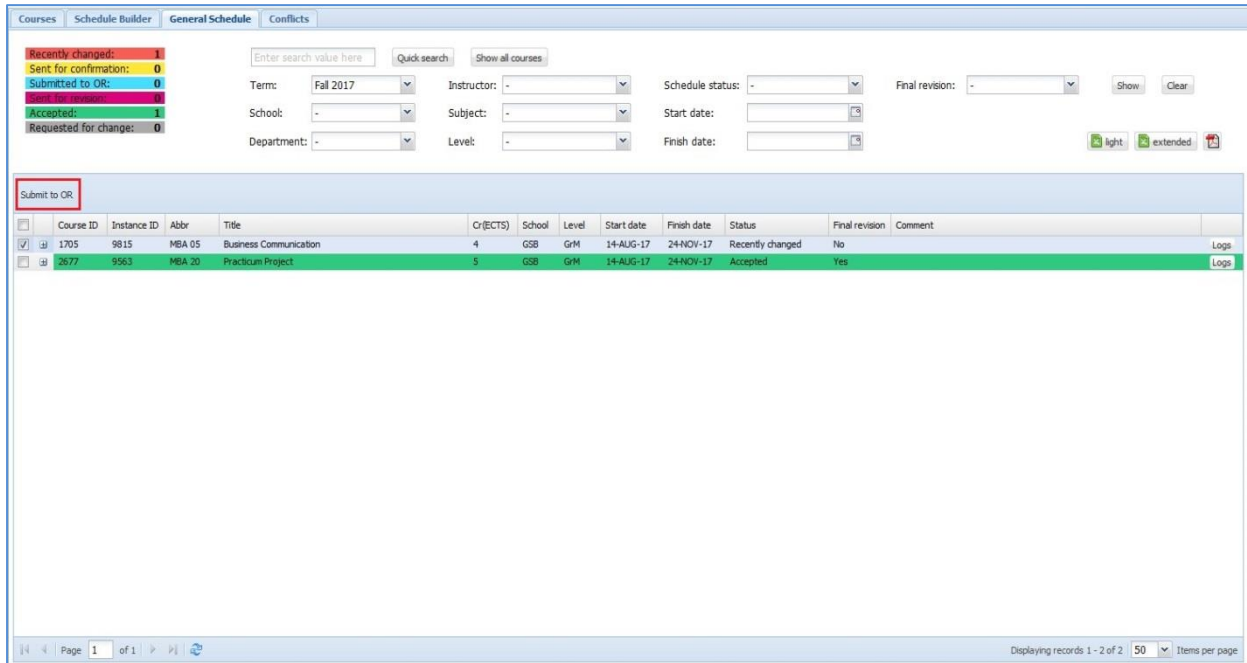 Courses Schedule Builder General Schedule Conflicts
Recently changed: 1
Sent for confirmation: 0
Submitted to OR: 0
Sent for revision: 0
Accepted: 1
Requested for change: 0
Enter search value here Quick search Show all courses
Term: Fall 2017 Instructor: - Schedule status: - Final revision: - Show Clear
School: - Subject: - Start date:
Department: - Level: - Finish date: light extended
Submit to OR
Course ID Instance ID Abbr Title Cr(ECTS) School Level Start date Finish date Status Final revision Comment
1705 9815 MBA 05 Business Communication 4 GSB GrM 14-AUG-17 24-NOV-17 Recently changed No Logs
2677 9563 MBA 20 Practicum Project 5 GSB GrM 14-AUG-17 24-NOV-17 Accepted Yes Logs
Page 1 of 1 Displaying records 1 - 2 of 2 50 Items per page